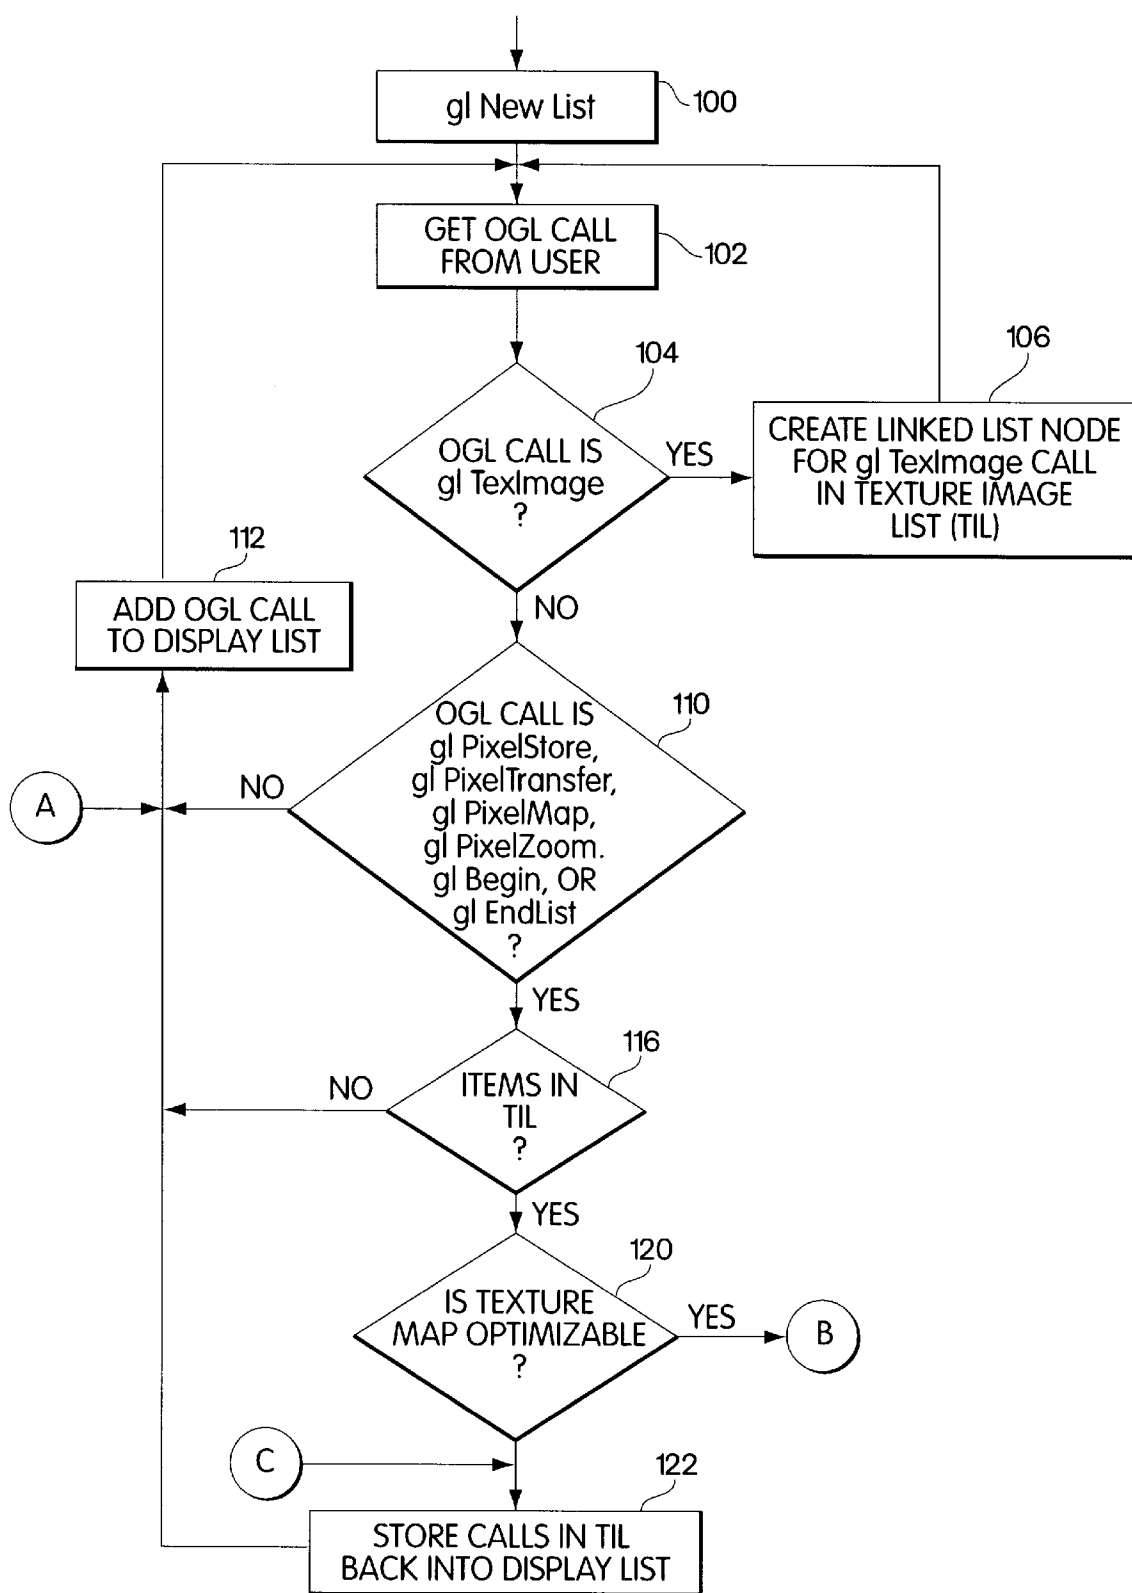 gl New List
100
GET OGL CALL
FROM USER
102
104
106
OGL CALL IS
gl TexImage
?
YES
CREATE LINKED LIST NODE
FOR gl TexImage CALL
IN TEXTURE IMAGE
LIST (TIL)
112
ADD OGL CALL
TO DISPLAY LIST
NO
110
OGL CALL IS
gl PixelStore,
gl PixelTransfer,
gl PixelMap,
gl PixelZoom.
gl Begin, OR
gl EndList
?
NO
A
YES
116
ITEMS IN
TIL
?
NO
YES
120
IS TEXTURE
MAP OPTIMIZABLE
?
YES
B
C
122
STORE CALLS IN TIL
BACK INTO DISPLAY LIST